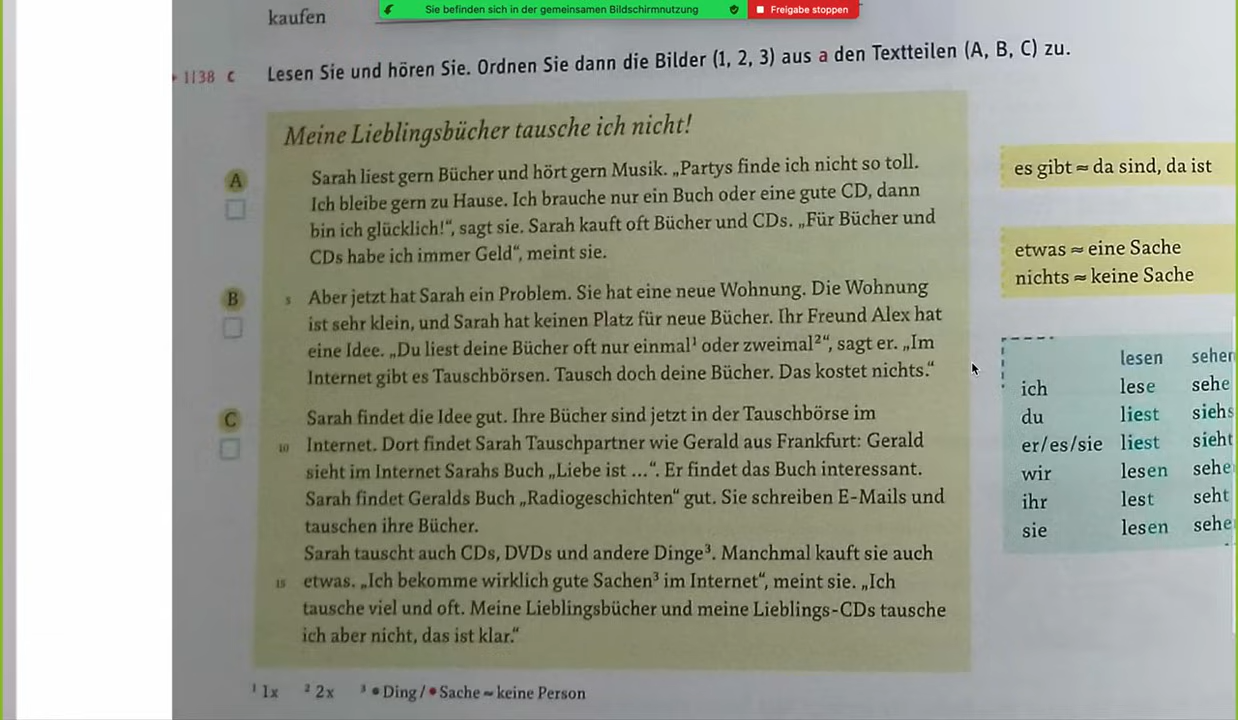 Sie befinden sich in der gemeinsamen Bildschirmnutzung
Freigabe stoppen
kaufen
1|38 c Lesen Sie und hören Sie. Ordnen Sie dann die Bilder (1, 2, 3) aus a den Textteilen (A, B, C) zu.
Meine Lieblingsbücher tausche ich nicht!
A
Sarah liest gern Bücher und hört gern Musik. „Partys finde ich nicht so toll.
Ich bleibe gern zu Hause. Ich brauche nur ein Buch oder eine gute CD, dann
bin ich glücklich!“, sagt sie. Sarah kauft oft Bücher und CDs. „Für Bücher und
CDs habe ich immer Geld“, meint sie.
B
5 Aber jetzt hat Sarah ein Problem. Sie hat eine neue Wohnung. Die Wohnung
ist sehr klein, und Sarah hat keinen Platz für neue Bücher. Ihr Freund Alex hat
eine Idee. „Du liest deine Bücher oft nur einmal¹ oder zweimal²“, sagt er. „Im
Internet gibt es Tauschbörsen. Tausch doch deine Bücher. Das kostet nichts.“
C
Sarah findet die Idee gut. Ihre Bücher sind jetzt in der Tauschbörse im
10 Internet. Dort findet Sarah Tauschpartner wie Gerald aus Frankfurt: Gerald
sieht im Internet Sarahs Buch „Liebe ist ...“. Er findet das Buch interessant.
Sarah findet Geralds Buch „Radiogeschichten“ gut. Sie schreiben E-Mails und
tauschen ihre Bücher.
Sarah tauscht auch CDs, DVDs und andere Dinge³. Manchmal kauft sie auch
15 etwas. „Ich bekomme wirklich gute Sachen³ im Internet“, meint sie. „Ich
tausche viel und oft. Meine Lieblingsbücher und meine Lieblings-CDs tausche
ich aber nicht, das ist klar.“
¹ 1x ² 2x ³ • Ding / • Sache ≈ keine Person
es gibt ≈ da sind, da ist
etwas ≈ eine Sache
nichts ≈ keine Sache
lesen
ich lese sehe
du liest
er/es/sie liest sieht
wir lesen
ihr lest seht
sie lesen